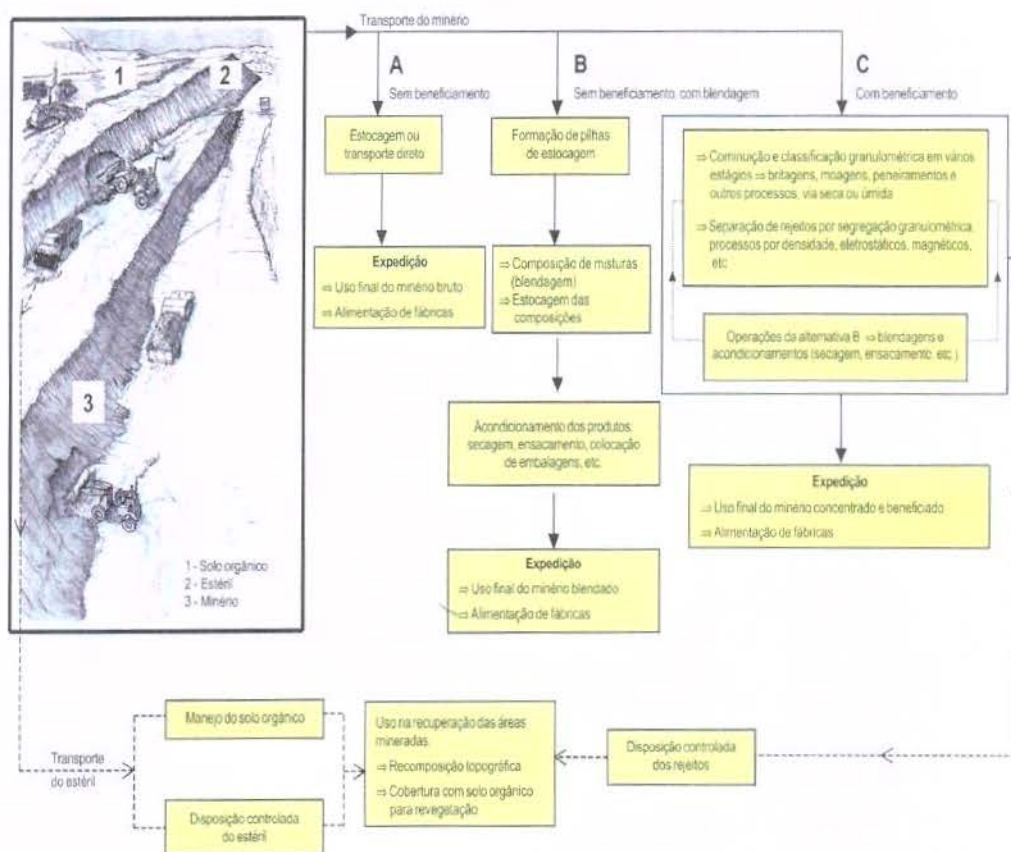 Transporte do minério
1
2
3
1 - Solo orgânico
2 - Estéril
3 - Minério
A
Sem beneficiamento
Estocagem ou
transporte direto
Expedição
⇒ Uso final do minério bruto
⇒ Alimentação de fábricas
B
Sem beneficiamento, com blendagem
Formação de pilhas
de estocagem
⇒ Composição de misturas
(blendagem)
⇒ Estocagem das
composições
Acondicionamento dos produtos,
secagem, ensacamento, colocação
de embalagens, etc.
Expedição
⇒ Uso final do minério blendado
⇒ Alimentação de fábricas
C
Com beneficiamento
⇒ Cominuição e classificação granulométrica em vários
estágios ⇒ britagens, moagens, peneiramentos e
outros processos, via seca ou úmida
⇒ Separação de rejeitos por segregação granulométrica,
processos por densidade, eletrostáticos, magnéticos,
etc
Operações da alternativa B ⇒ blendagens e
acondicionamentos (secagem, ensacamento, etc.)
Expedição
⇒ Uso final do minério concentrado e beneficiado
⇒ Alimentação de fábricas
Transporte
do estéril
Manejo do solo orgânico
Disposição controlada
do estéril
Uso na recuperação das áreas
mineradas.
⇒ Recomposição topográfica
⇒ Cobertura com solo orgânico
para revegetação
Disposição controlada
dos rejeitos